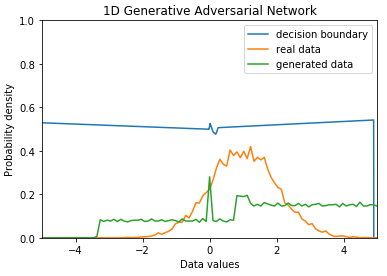 1D Generative Adversarial Network
decision boundary
real data
generated data
Probability density
1.0
0.8
0.6
0.4
0.2
0.0
−4
−2
0
2
4
Data values